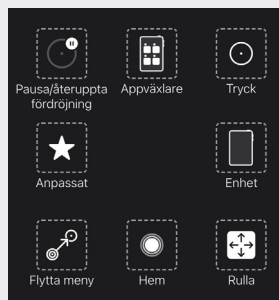 Pausa/återuppta
fördröjning
Appväxlare
Tryck
Anpassat
Enhet
Flytta meny
Hem
Rulla